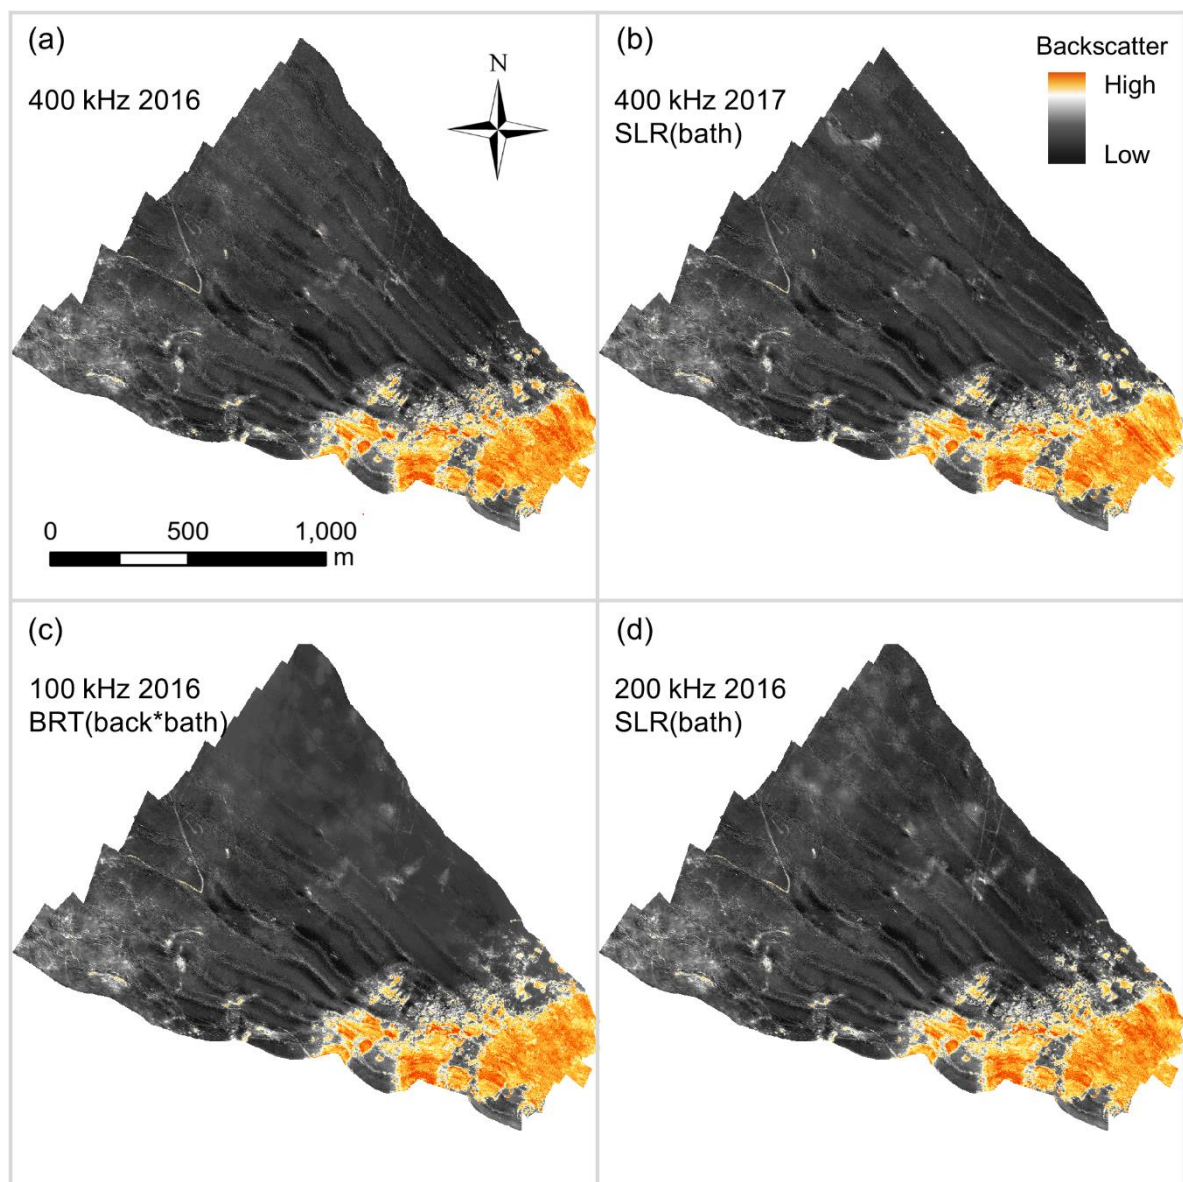 (a)
400 kHz 2016
N
0 500 1,000
m
(b)
400 kHz 2017
SLR(bath)
Backscatter
High
Low
(c)
100 kHz 2016
BRT(back*bath)
(d)
200 kHz 2016
SLR(bath)